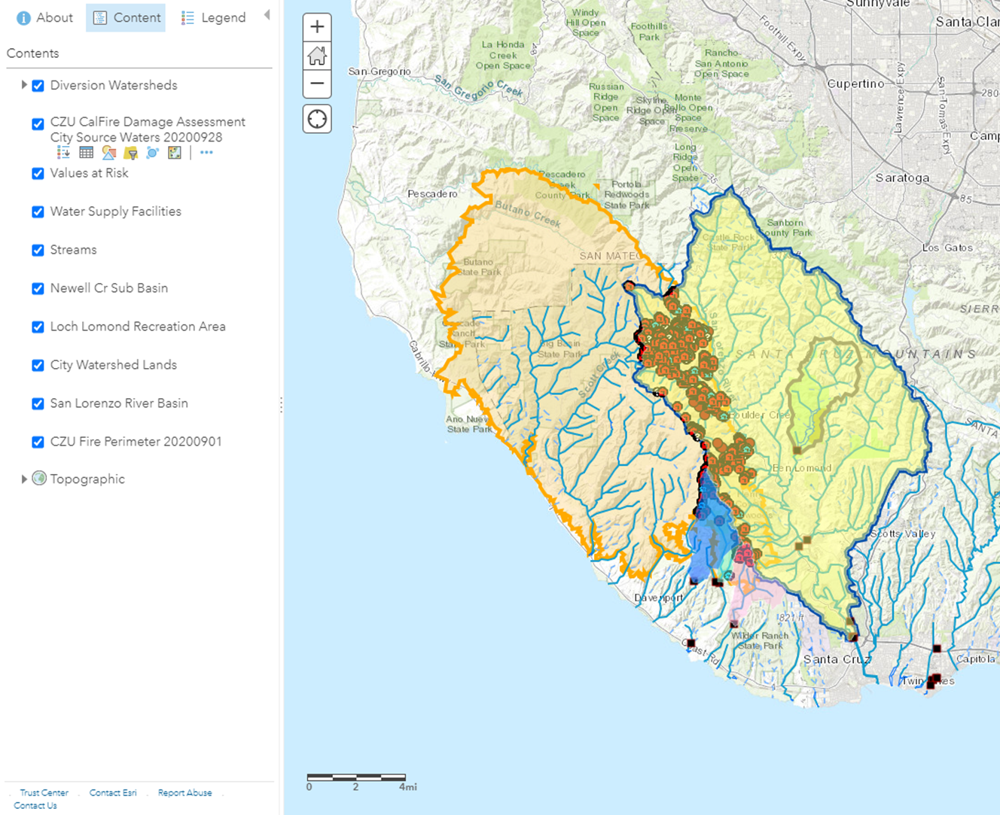 About
Content
Legend
Contents
Diversion Watersheds
CZU CalFire Damage Assessment
City Source Waters 20200928
Values at Risk
Water Supply Facilities
Streams
Newell Cr Sub Basin
Loch Lomond Recreation Area
City Watershed Lands
San Lorenzo River Basin
CZU Fire Perimeter 20200901
Topographic
Trust Center
Contact Esri
Report Abuse
Contact Us
Sunnyvale
Santa Clar
Windy
Hill Open
Space
Foothills
Park
Foothill-Expy
La Honda
Creek
Open Space
Rancho
San Antonio
Open Space
San Gregorio
San Gregorio Creek
Cupertino
Lawrence-Expy
San-Tomas-Expy
280
Russian
Ridge
Open
Space
Skyline
Ridge Open
Space
Monte
Bello Open
Space
Preserve
Camp
Long
Ridge
Open
Space
35
Saratoga
85
Pescadero
Pescadero
Creek
County Park
Portola
Redwoods
State Park
Butano Creek
Sanborn
County Park
Castle Rock
State Park
Los Gatos
SAN MATEO
Butano
State Park
SIERR
Cascade
Ranch
State Park
Big Basin
State Park
Scott Creek
SANTA CRUZ MOUNTAINS
Cabrillo-
Ano Nuev
State Park
Boulder Cree
SANTA
Ben Lomond
Scotts Valley
Davenport
821 ft
Wilder Ranch
State Park
Coast-Rd
Santa Cruz
Capitola
Twin
kes
0 2 4mi